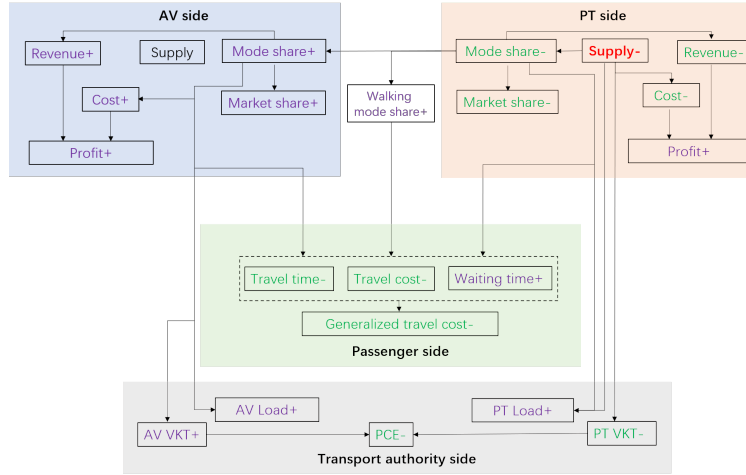 AV side
PT side
Revenue+
Supply
Mode share+
Mode share–
Supply–
Revenue–
Cost+
Market share+
Walking
mode share+
Market share–
Cost–
Profit+
Profit+
Travel time–
Travel cost–
Waiting time+
Generalized travel cost–
Passenger side
AV Load+
PT Load+
AV VKT+
PCE–
PT VKT–
Transport authority side